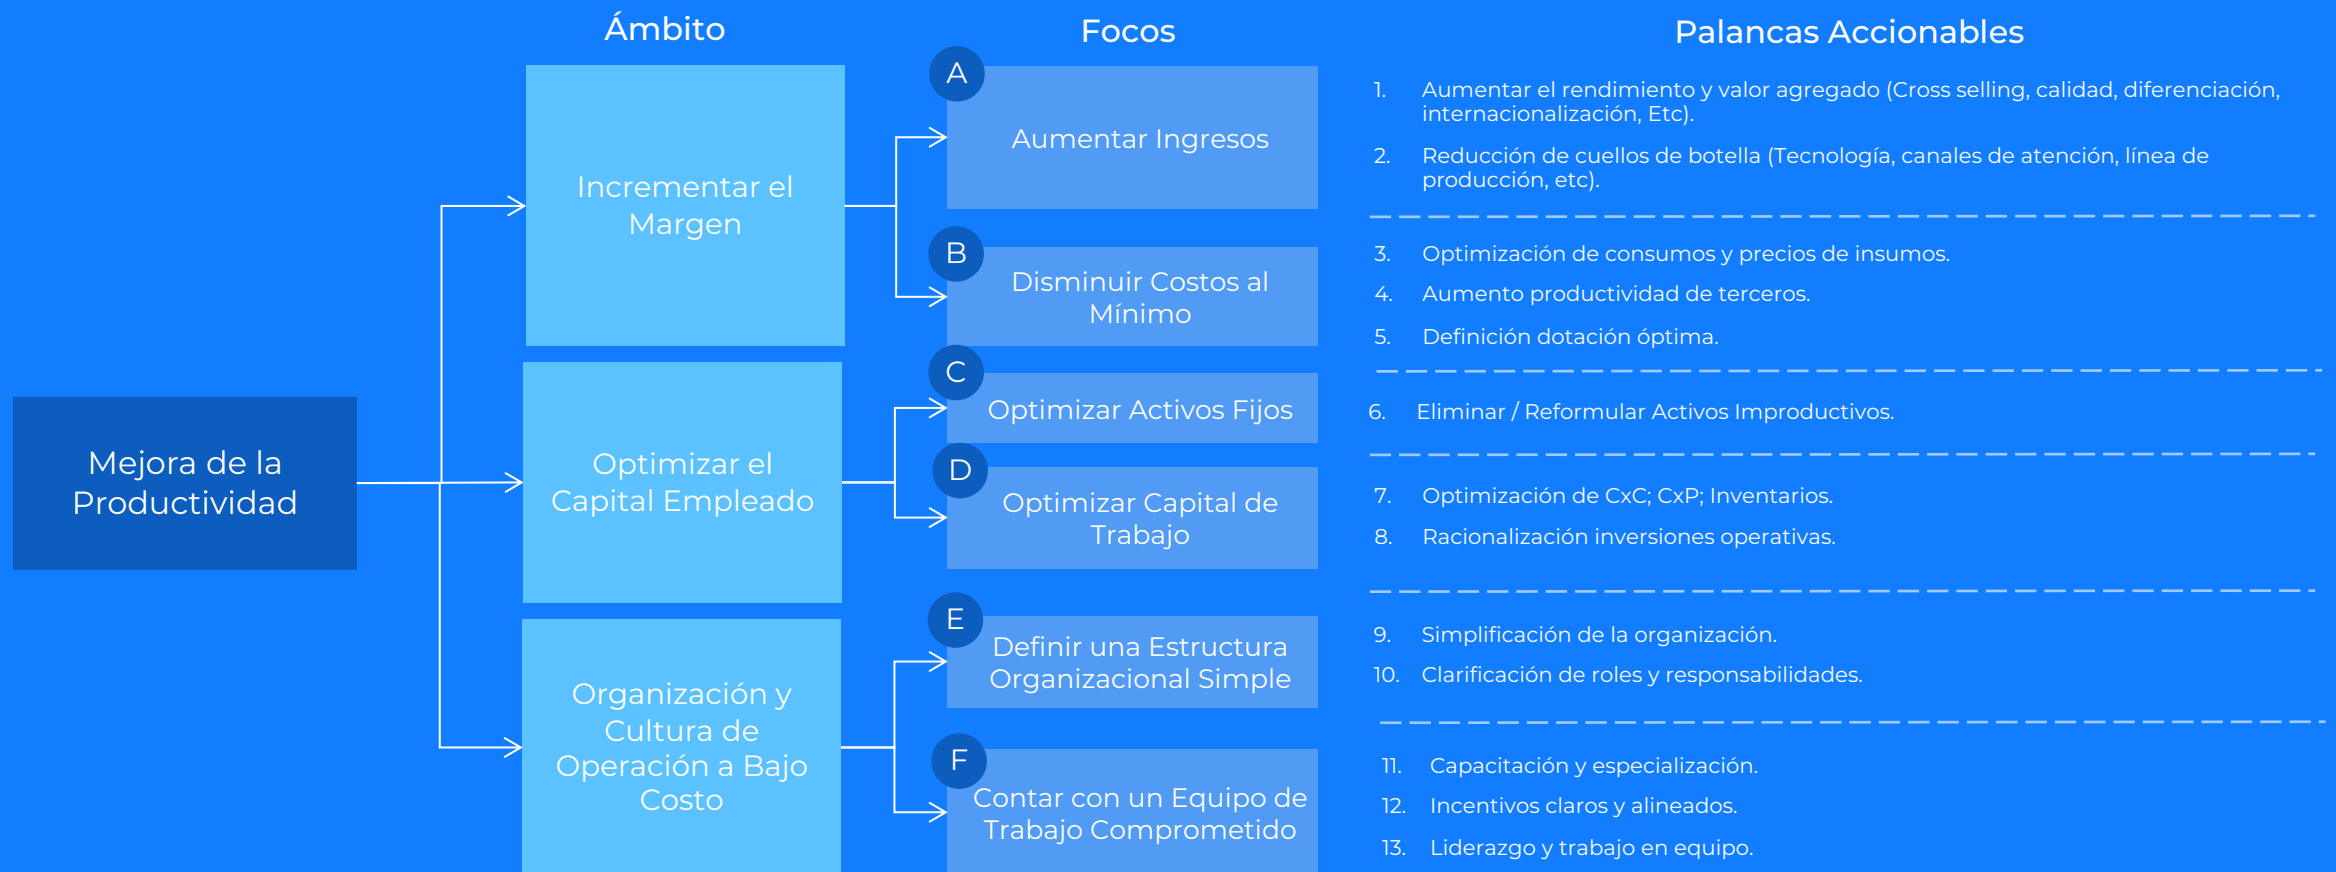 Ámbito
Focos
Palancas Accionables
Mejora de la
Productividad
Incrementar el
Margen
A
Aumentar Ingresos
1. Aumentar el rendimiento y valor agregado (Cross selling, calidad, diferenciación,
internacionalización, Etc).
2. Reducción de cuellos de botella (Tecnología, canales de atención, línea de
producción, etc).
B
Disminuir Costos al
Mínimo
3. Optimización de consumos y precios de insumos.
4. Aumento productividad de terceros.
5. Definición dotación óptima.
Optimizar el
Capital Empleado
C
Optimizar Activos Fijos
6. Eliminar / Reformular Activos Improductivos.
D
Optimizar Capital de
Trabajo
7. Optimización de CxC; CxP; Inventarios.
8. Racionalización inversiones operativas.
Organización y
Cultura de
Operación a Bajo
Costo
E
Definir una Estructura
Organizacional Simple
9. Simplificación de la organización.
10. Clarificación de roles y responsabilidades.
F
Contar con un Equipo de
Trabajo Comprometido
11. Capacitación y especialización.
12. Incentivos claros y alineados.
13. Liderazgo y trabajo en equipo.